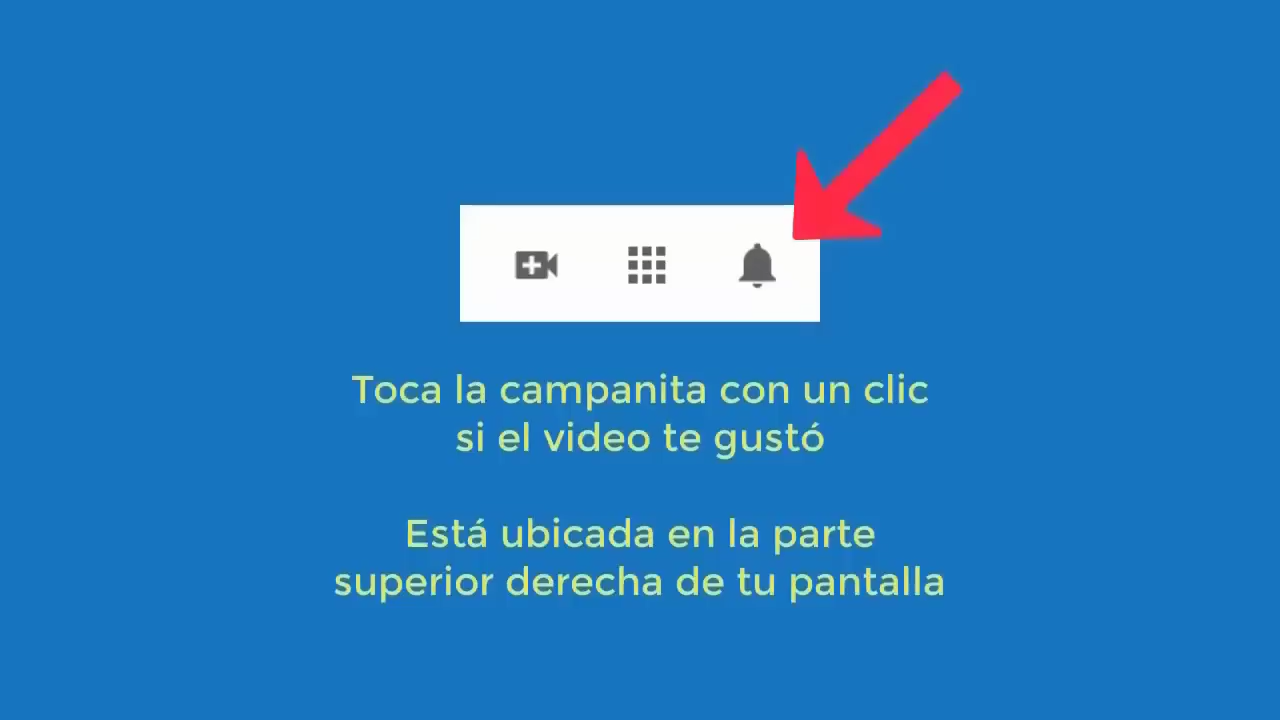 Toca la campanita con un clic
si el video te gustó
Está ubicada en la parte
superior derecha de tu pantalla